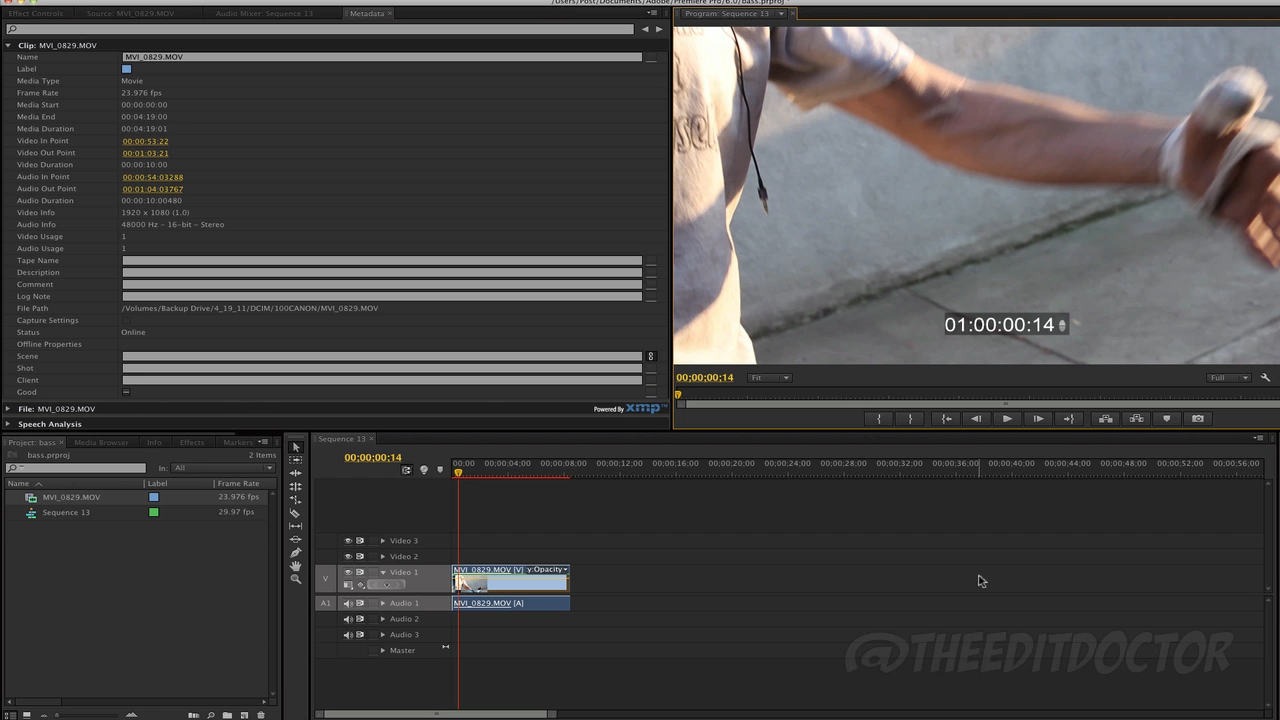 /Users/Post/Documents/Adobe/Premiere Pro/6.0/bass.prproj *
Effect Controls Source: MVI_0829.MOV Audio Mixer: Sequence 13 Metadata
Program: Sequence 13
Clip: MVI_0829.MOV
Name MVI_0829.MOV
Label
Media Type Movie
Frame Rate 23.976 fps
Media Start 00:00:00:00
Media End 00:04:19:00
Media Duration 00:04:19:01
Video In Point 00:00:53:22
Video Out Point 00:01:03:21
Video Duration 00:00:10:00
Audio In Point 00:00:54:03288
Audio Out Point 00:01:04:03767
Audio Duration 00:00:10:00480
Video Info 1920 x 1080 (1.0)
Audio Info 48000 Hz - 16-bit - Stereo
Video Usage 1
Audio Usage 1
Tape Name
Description
Comment
Log Note
File Path /Volumes/Backup Drive/4_19_11/DCIM/100CANON/MVI_0829.MOV
Capture Settings
Status Online
Offline Properties
Scene
Shot
Client
Good
01:00:00:14
00;00;00;14 Fit Full
File: MVI_0829.MOV Powered By xmp™
Speech Analysis
Project: bass Media Browser Info Effects Markers
bass.prproj 2 Items
In: All
Name Label Frame Rate
MVI_0829.MOV 23.976 fps
Sequence 13 29.97 fps
Sequence 13
00;00;00;14
00;00 00;00;04;00 00;00;08;00 00;00;12;00 00;00;16;00 00;00;20;00 00;00;24;00 00;00;28;00 00;00;32;00 00;00;36;00 00;00;40;00 00;00;44;00 00;00;48;00 00;00;52;00 00;00;56;00
Video 3
Video 2
V Video 1 MVI_0829.MOV [V] y:Opacity
A1 Audio 1 MVI_0829.MOV [A]
Audio 2
Audio 3
Master
@THEEDITDOCTOR